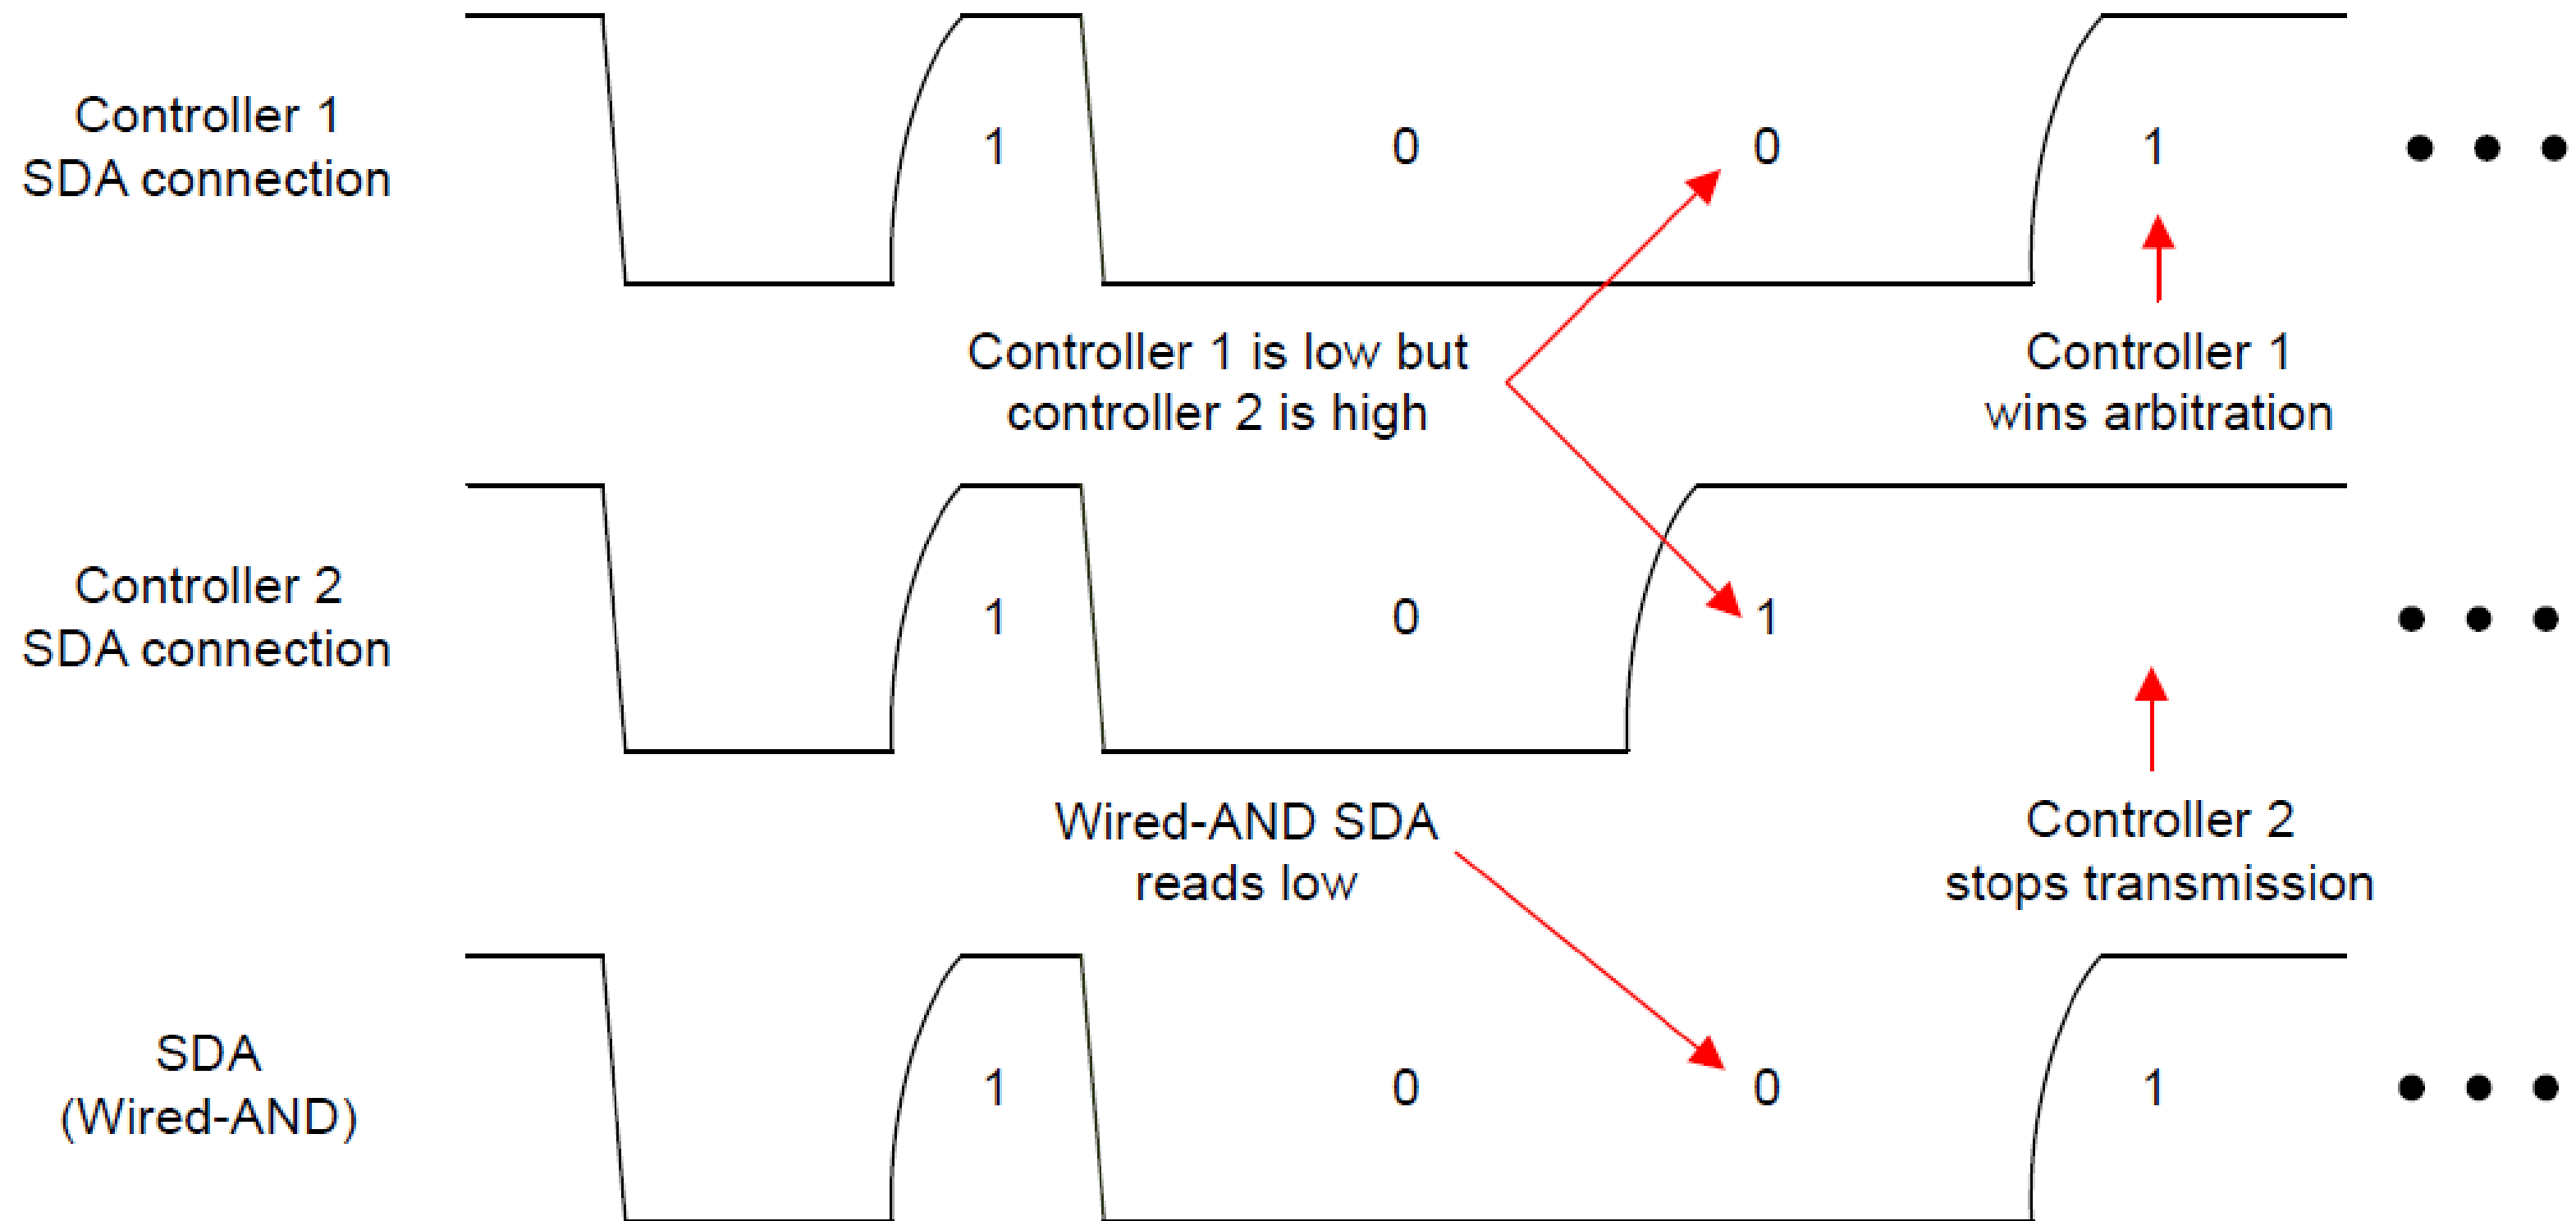 Controller 1
SDA connection
1
0
0
1
Controller 1 is low but
controller 2 is high
Controller 1
wins arbitration
Controller 2
SDA connection
1
0
1
Wired-AND SDA
reads low
Controller 2
stops transmission
SDA
(Wired-AND)
1
0
0
1